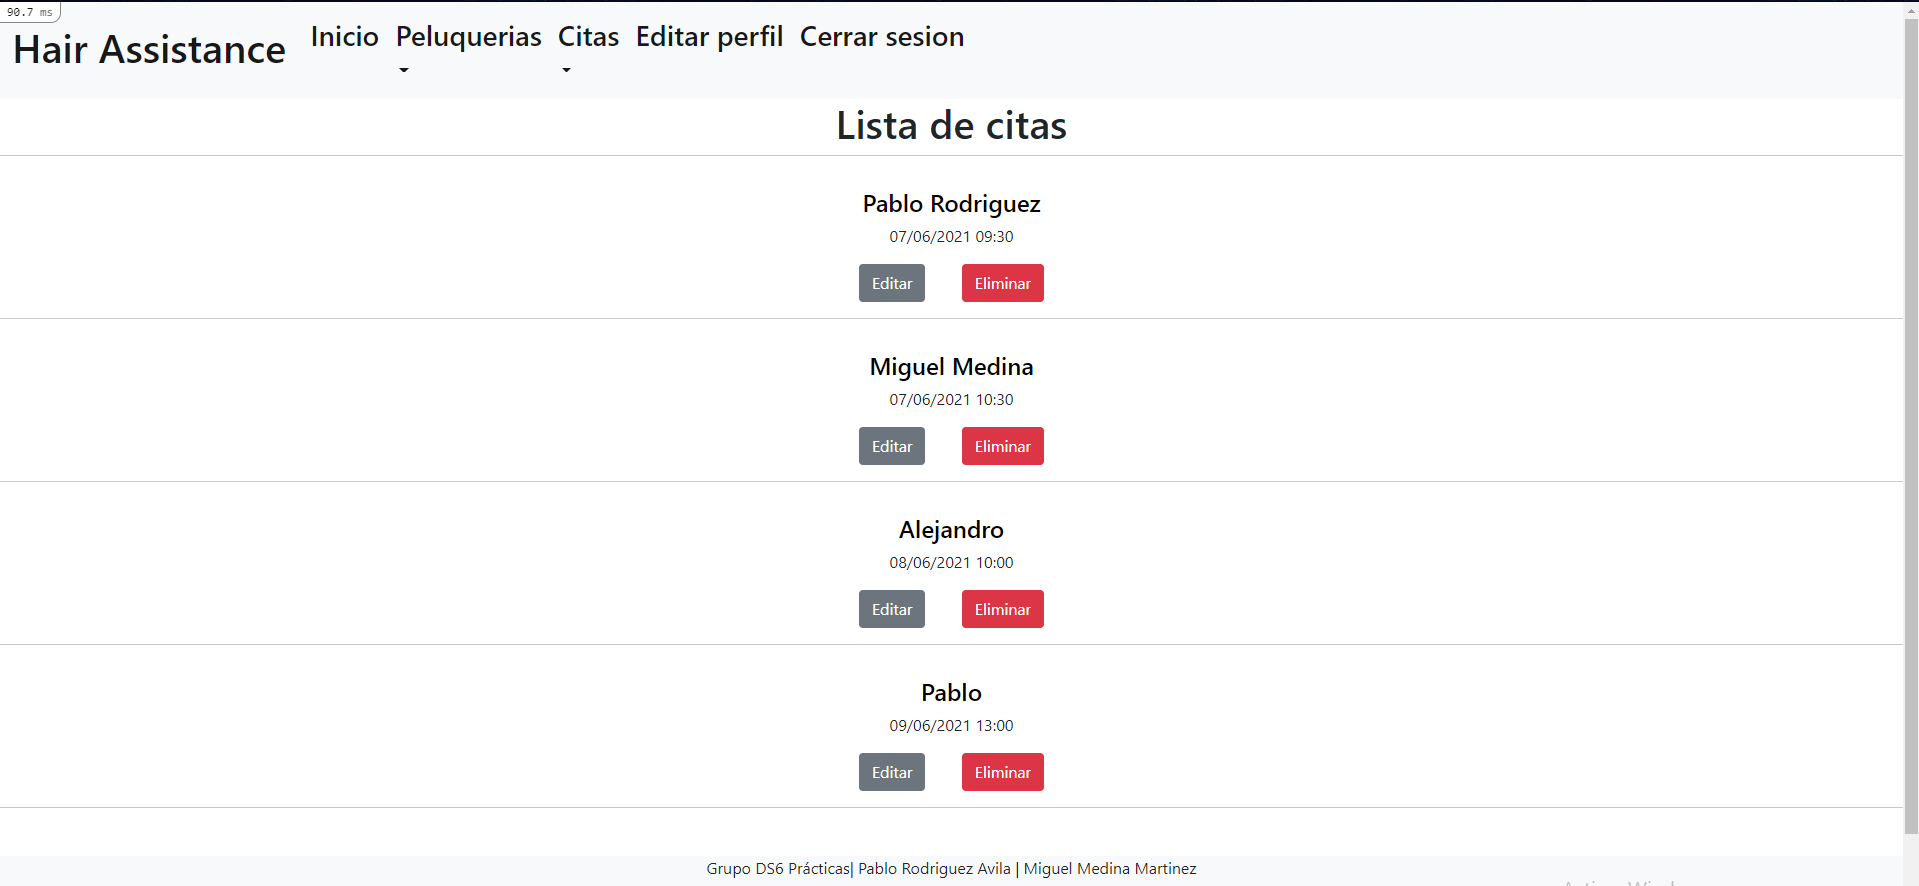 90.7 ms
Hair Assistance Inicio Peluquerias Citas Editar perfil Cerrar sesion
Lista de citas
Pablo Rodriguez
07/06/2021 09:30
Editar Eliminar
Miguel Medina
07/06/2021 10:30
Editar Eliminar
Alejandro
08/06/2021 10:00
Editar Eliminar
Pablo
09/06/2021 13:00
Editar Eliminar
Grupo DS6 Prácticas| Pablo Rodriguez Avila | Miguel Medina Martinez